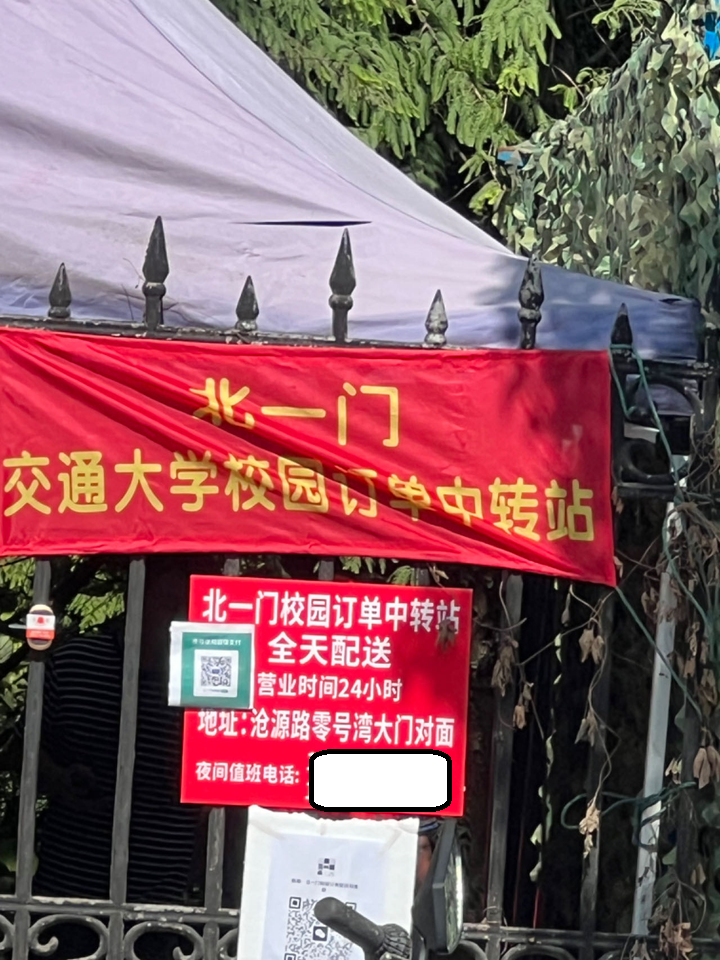 北一门
交通大学校园订单中转站
北一门校园订单中转站
全天配送
营业时间24小时
地址:沧源路零号湾大门对面
夜间值班电话: